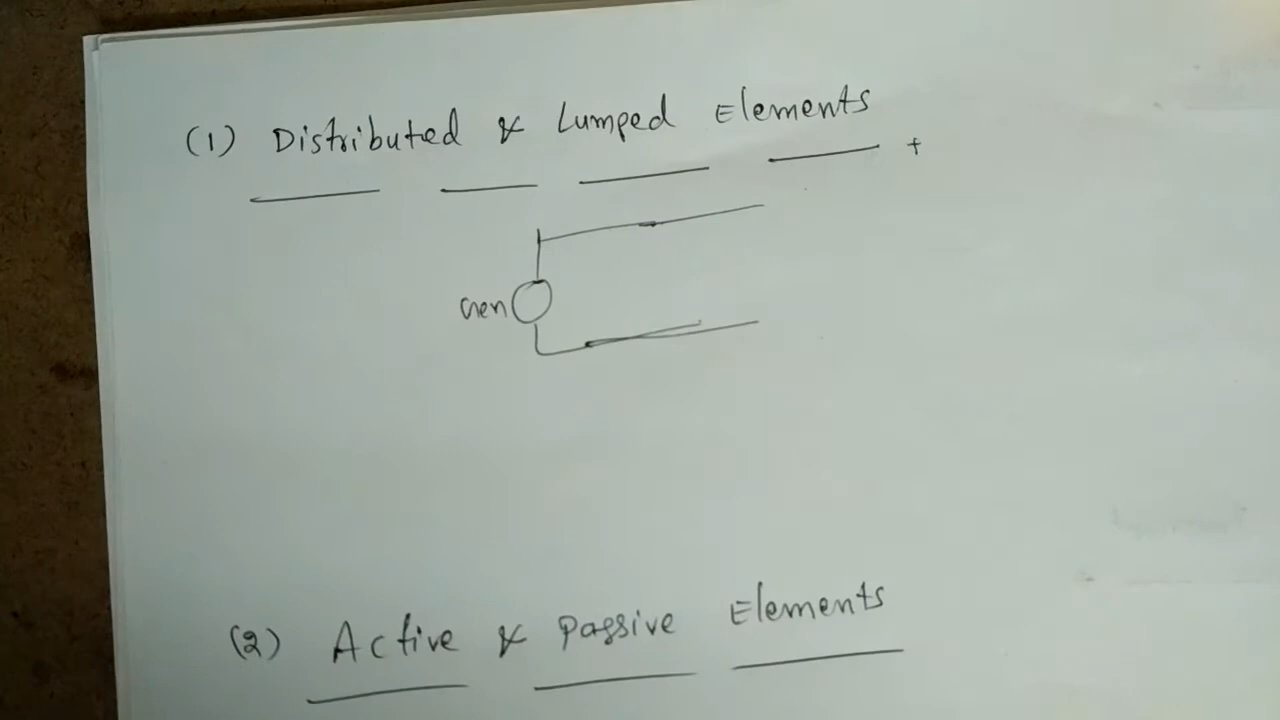 (1) Distributed & Lumped Elements
+
Gen
(2) Active & Passive Elements